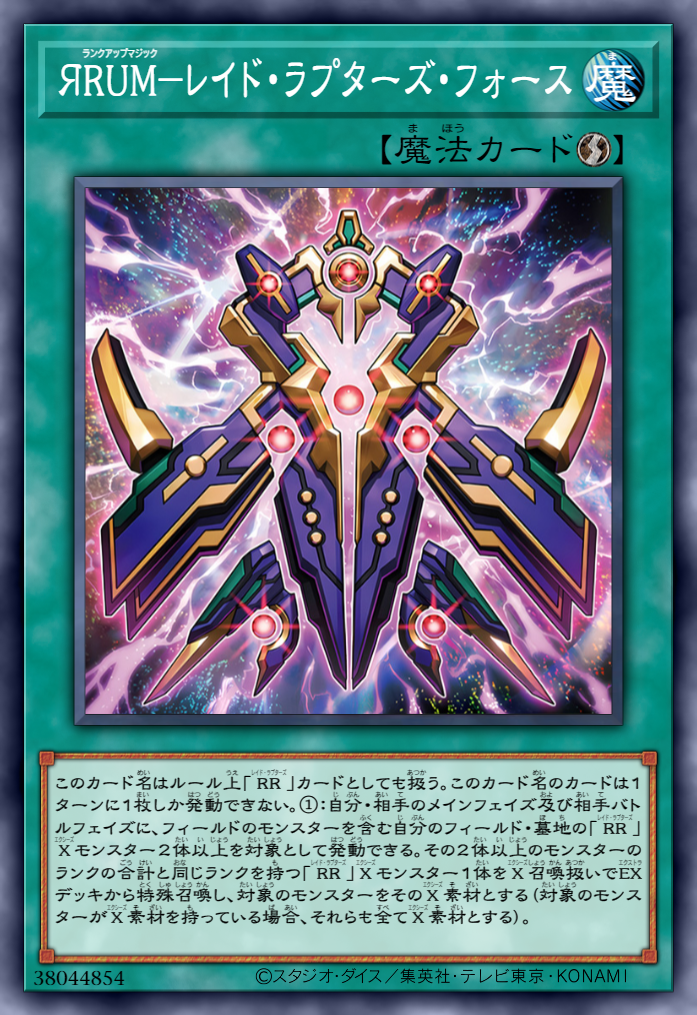 ランクアップマジック
ЯRUM－レイド・ラプターズ・フォース
魔
【魔法カード】
このカード名はルール上「ＲＲ」カードとしても扱う。このカード名のカードは１
ターンに１枚しか発動できない。①：自分・相手のメインフェイズ及び相手バト
ルフェイズに、フィールドのモンスターを含む自分のフィールド・墓地の「ＲＲ」
Ｘモンスター２体以上を対象として発動できる。その２体以上のモンスターの
ランクの合計と同じランクを持つ「ＲＲ」Ｘモンスター１体をＸ召喚扱いでEX
デッキから特殊召喚し、対象のモンスターをそのＸ素材とする（対象のモンス
ターがＸ素材を持っている場合、それらも全てＸ素材とする）。
38044854
©スタジオ・ダイス／集英社・テレビ東京・KONAMI